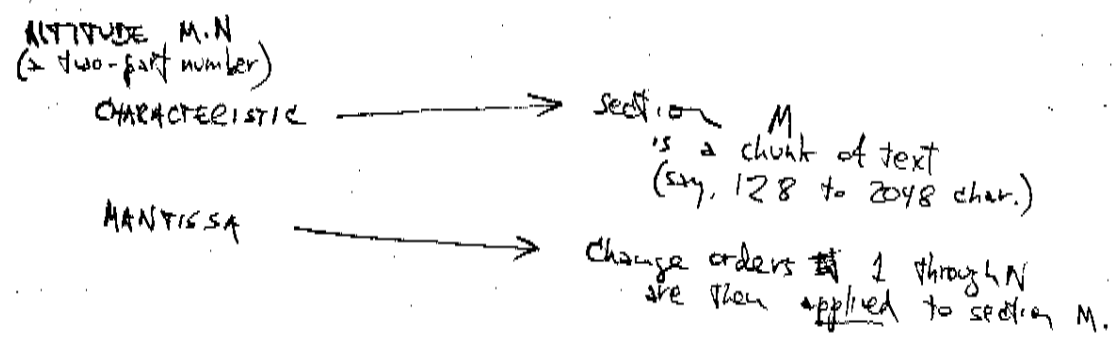 ALTITUDE M.N
(a two-part number)
CHARACTERISTIC
section M
is a chunk of text
(say, 128 to 2048 char.)
MANTISSA
Change orders 1 through N
are then applied to section M.